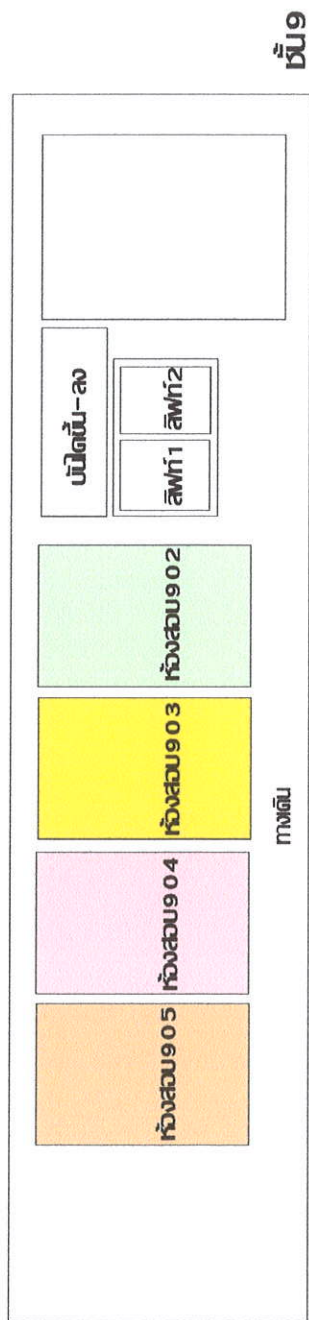 ชั้น 9
บันไดขึ้น-ลง
ลิฟท์1
ลิฟท์2
ห้องสอบ902
ห้องสอบ903
ห้องสอบ904
ห้องสอบ905
ทางเดิน